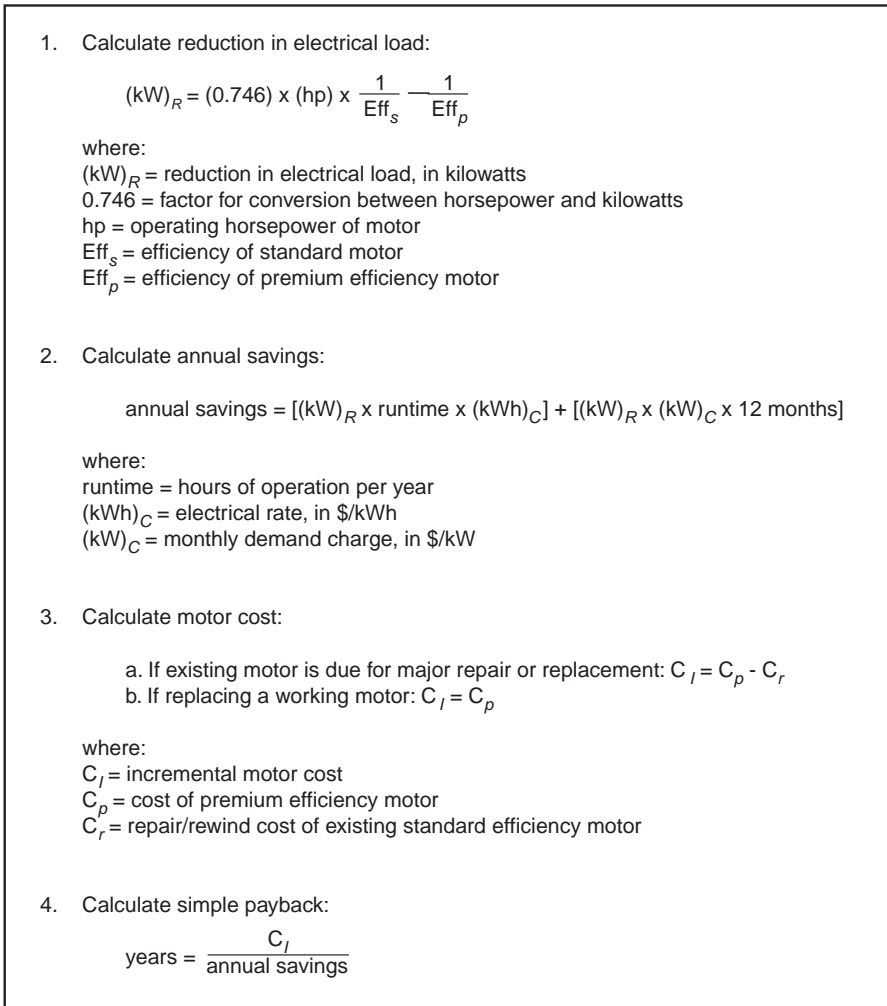 1. Calculate reduction in electrical load:
(kW)R = (0.746) x (hp) x 1/Effs — 1/Effp
where:
(kW)R = reduction in electrical load, in kilowatts
0.746 = factor for conversion between horsepower and kilowatts
hp = operating horsepower of motor
Effs = efficiency of standard motor
Effp = efficiency of premium efficiency motor
2. Calculate annual savings:
annual savings = [(kW)R x runtime x (kWh)C] + [(kW)R x (kW)C x 12 months]
where:
runtime = hours of operation per year
(kWh)C = electrical rate, in $/kWh
(kW)C = monthly demand charge, in $/kW
3. Calculate motor cost:
a. If existing motor is due for major repair or replacement: CI = Cp - Cr
b. If replacing a working motor: CI = Cp
where:
CI = incremental motor cost
Cp = cost of premium efficiency motor
Cr = repair/rewind cost of existing standard efficiency motor
4. Calculate simple payback:
years = CI/annual savings